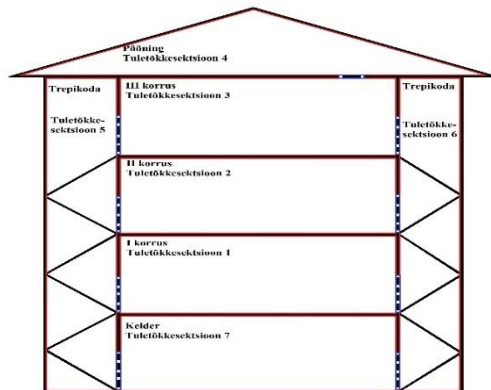 Pööning
Tuletõkkesektsioon 4
Trepikoda
Tuletõkke-
sektsioon 5
III korrus
Tuletõkkesektsioon 3
Trepikoda
Tuletõkke-
sektsioon 6
II korrus
Tuletõkkesektsioon 2
I korrus
Tuletõkkesektsioon 1
Kelder
Tuletõkkesektsioon 7